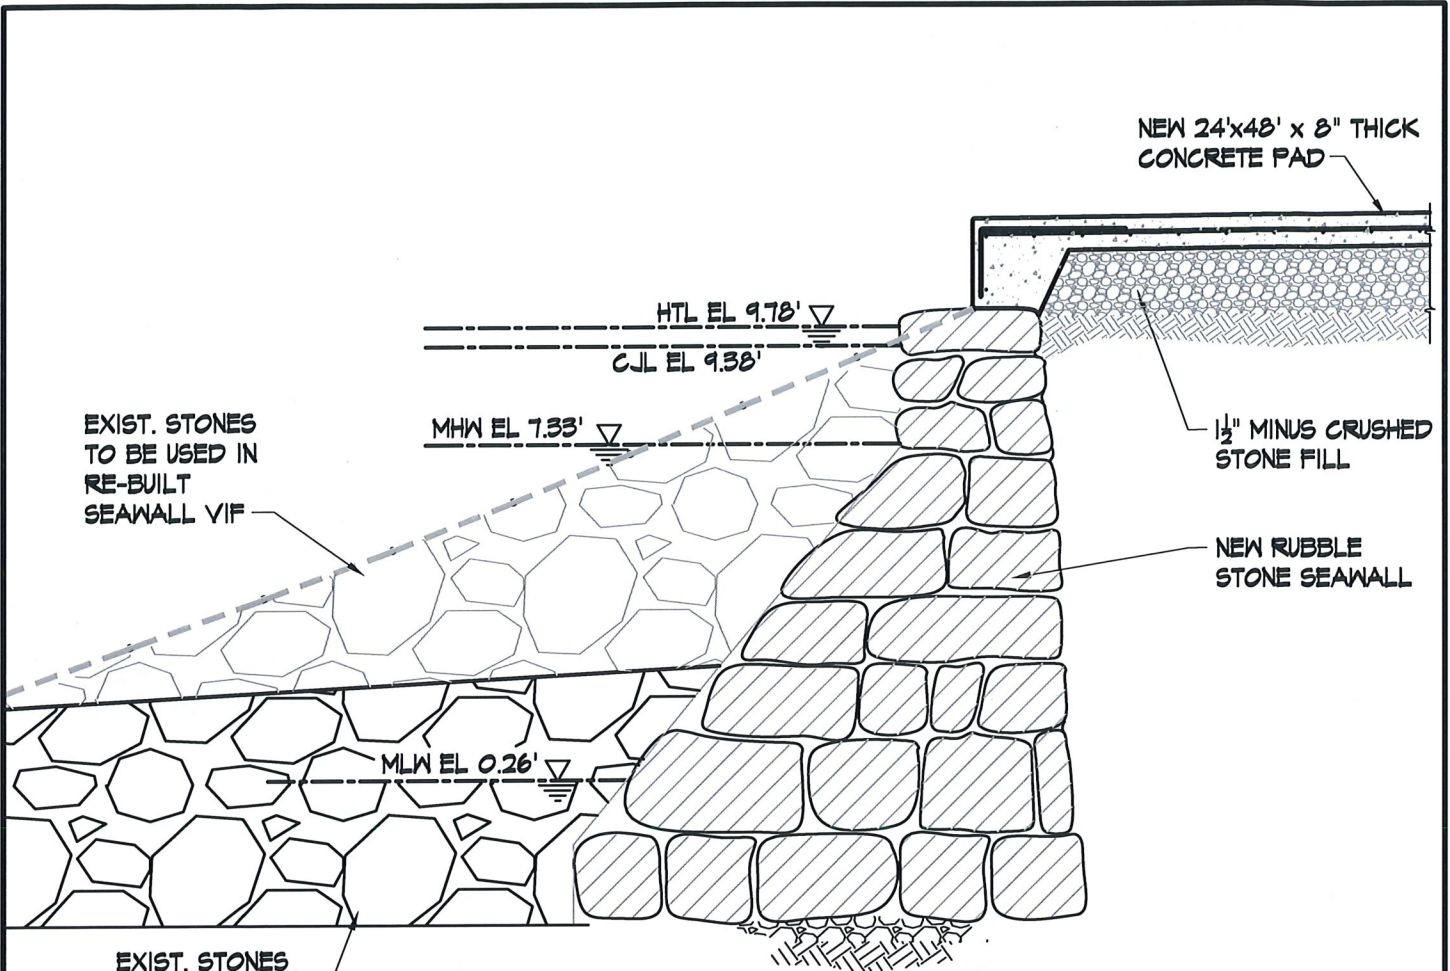 NEW 24'x48' x 8" THICK
CONCRETE PAD
HTL EL 9.78'
CJL EL 9.38'
MHW EL 7.33'
EXIST. STONES
TO BE USED IN
RE-BUILT
SEAWALL VIF
1½" MINUS CRUSHED
STONE FILL
NEW RUBBLE
STONE SEAWALL
MLW EL 0.26'
EXIST. STONES